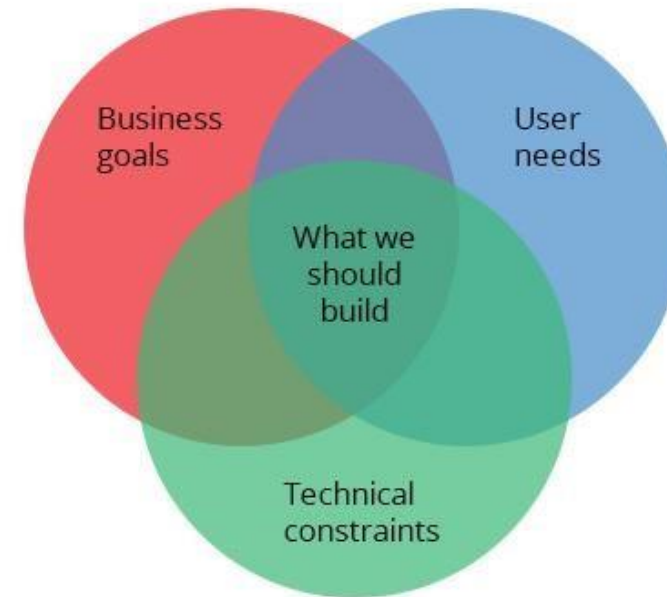 Business
goals
User
needs
What we
should
build
Technical
constraints